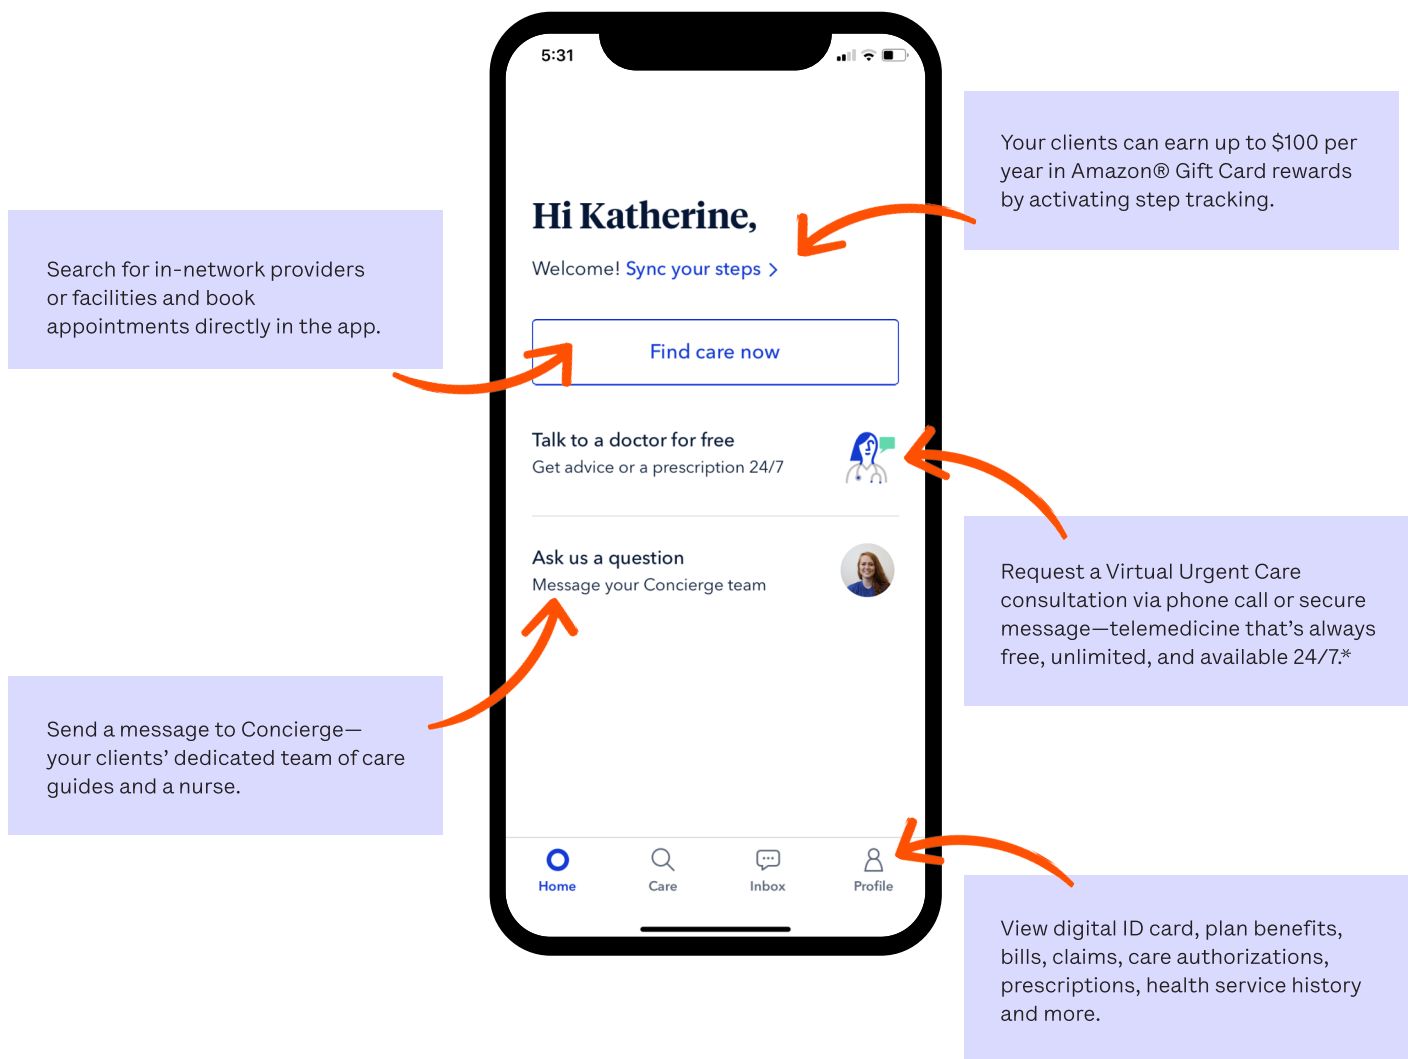 5:31
Hi Katherine,
Welcome! Sync your steps >
Find care now
Talk to a doctor for free
Get advice or a prescription 24/7
Ask us a question
Message your Concierge team
Home
Care
Inbox
Profile
Search for in-network providers
or facilities and book
appointments directly in the app.
Send a message to Concierge—
your clients’ dedicated team of care
guides and a nurse.
Your clients can earn up to $100 per
year in Amazon® Gift Card rewards
by activating step tracking.
Request a Virtual Urgent Care
consultation via phone call or secure
message—telemedicine that’s always
free, unlimited, and available 24/7.*
View digital ID card, plan benefits,
bills, claims, care authorizations,
prescriptions, health service history
and more.